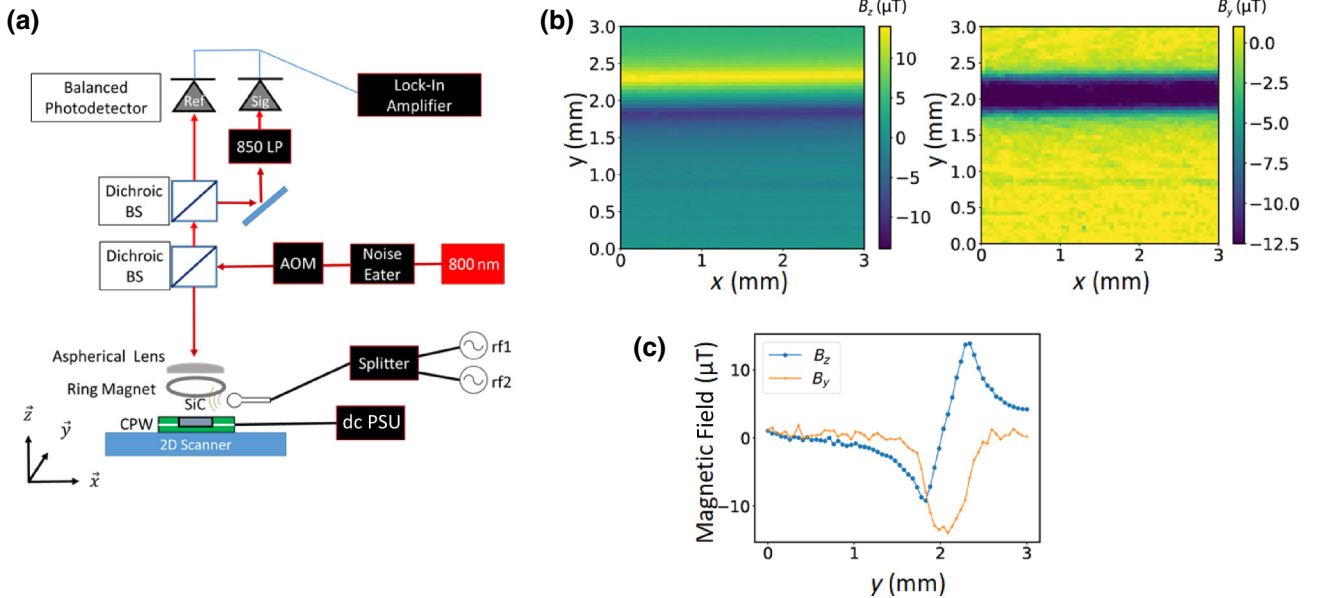 (a)
Balanced
Photodetector
Ref
Sig
Lock-In
Amplifier
850 LP
Dichroic
BS
Dichroic
BS
AOM
Noise
Eater
800 nm
Aspherical Lens
Ring Magnet
SiC
CPW
2D Scanner
Splitter
rf1
rf2
dc PSU
z
y
x
(b)
B_z (μT)
3.0
2.5
2.0
1.5
1.0
0.5
0.0
y (mm)
0
1
2
3
x (mm)
10
5
0
−5
−10
B_y (μT)
3.0
2.5
2.0
1.5
1.0
0.5
0.0
y (mm)
0
1
2
3
x (mm)
0.0
−2.5
−5.0
−7.5
−10.0
−12.5
(c)
Magnetic Field (μT)
10
0
−10
B_z
B_y
0
1
2
3
y (mm)